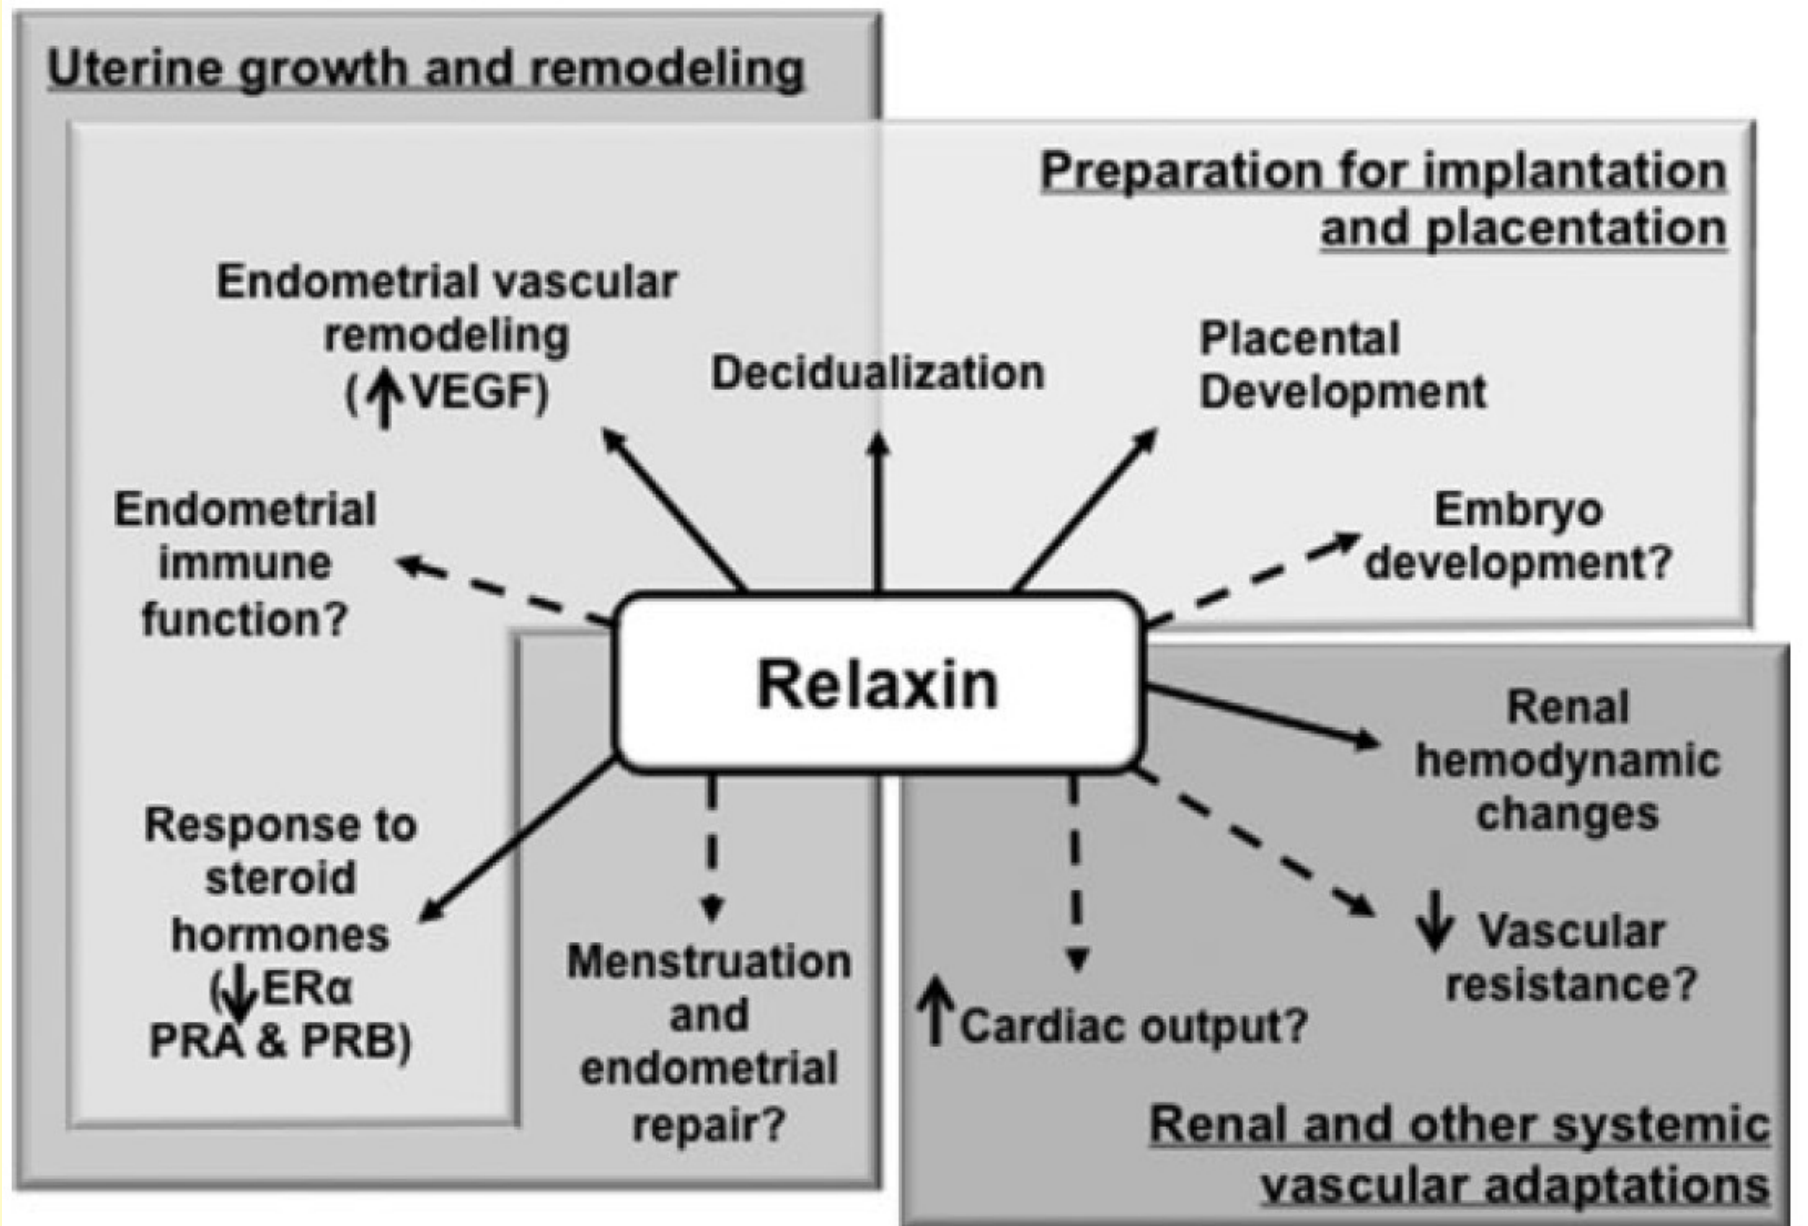 Uterine growth and remodeling
Preparation for implantation
and placentation
Endometrial vascular
remodeling
(↑VEGF)
Decidualization
Placental
Development
Endometrial
immune
function?
Embryo
development?
Relaxin
Response to
steroid
hormones
(↓ERα
PRA & PRB)
Menstruation
and
endometrial
repair?
Renal
hemodynamic
changes
↓ Vascular
resistance?
↑Cardiac output?
Renal and other systemic
vascular adaptations